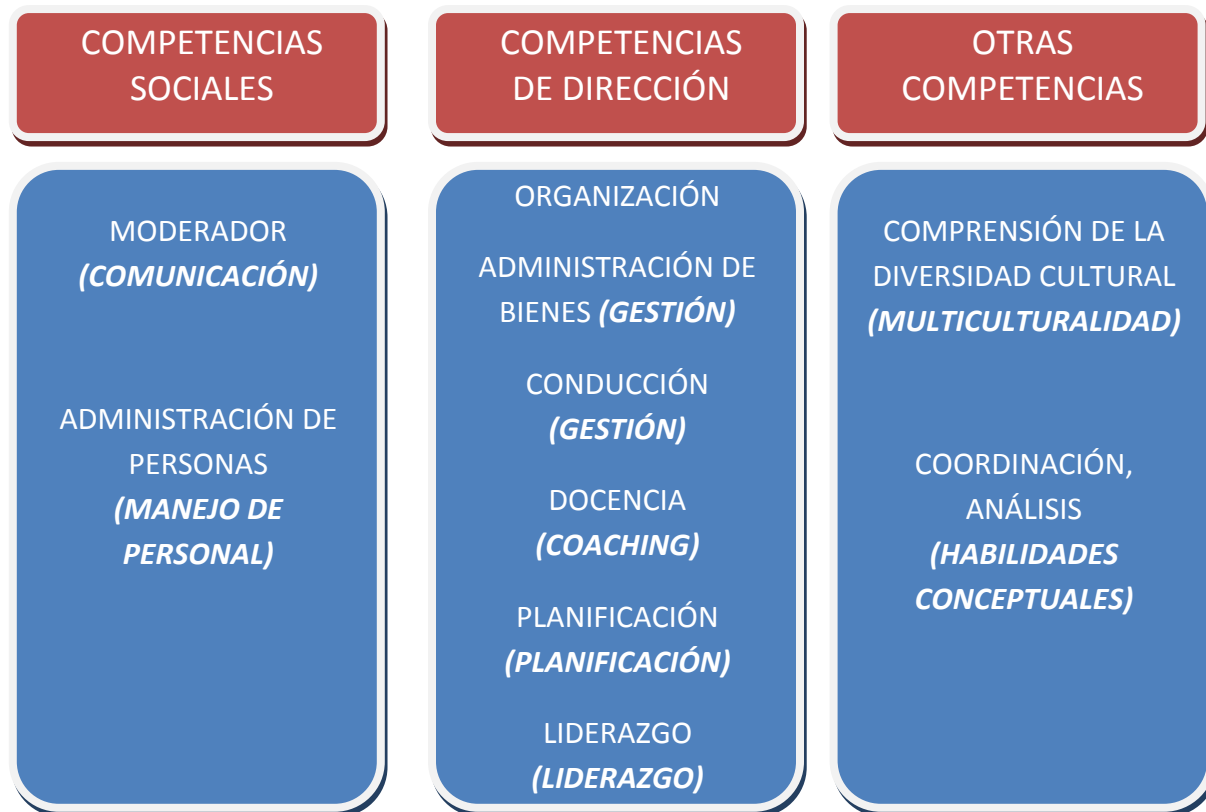 COMPETENCIAS
SOCIALES
MODERADOR
(COMUNICACIÓN)
ADMINISTRACIÓN DE
PERSONAS
(MANEJO DE
PERSONAL)
COMPETENCIAS
DE DIRECCIÓN
ORGANIZACIÓN
ADMINISTRACIÓN DE
BIENES (GESTIÓN)
CONDUCCIÓN
(GESTIÓN)
DOCENCIA
(COACHING)
PLANIFICACIÓN
(PLANIFICACIÓN)
LIDERAZGO
(LIDERAZGO)
OTRAS
COMPETENCIAS
COMPRENSIÓN DE LA
DIVERSIDAD CULTURAL
(MULTICULTURALIDAD)
COORDINACIÓN,
ANÁLISIS
(HABILIDADES
CONCEPTUALES)